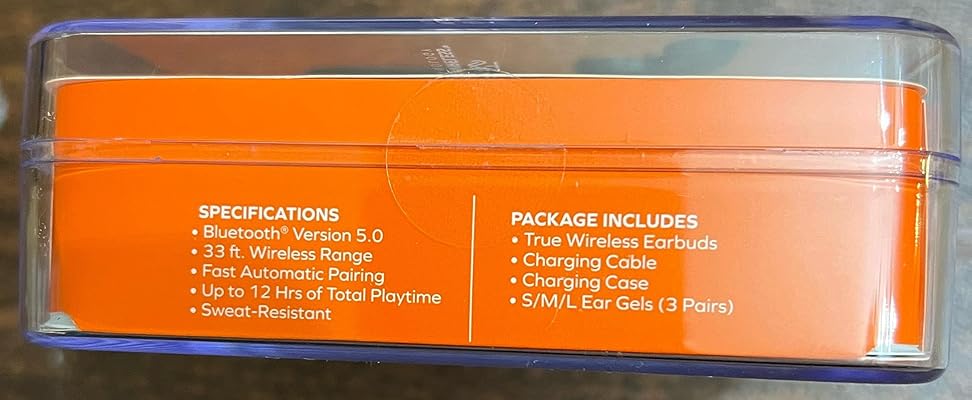 SPECIFICATIONS
• Bluetooth® Version 5.0
• 33 ft. Wireless Range
• Fast Automatic Pairing
• Up to 12 Hrs of Total Playtime
• Sweat-Resistant
PACKAGE INCLUDES
• True Wireless Earbuds
• Charging Cable
• Charging Case
• S/M/L Ear Gels (3 Pairs)